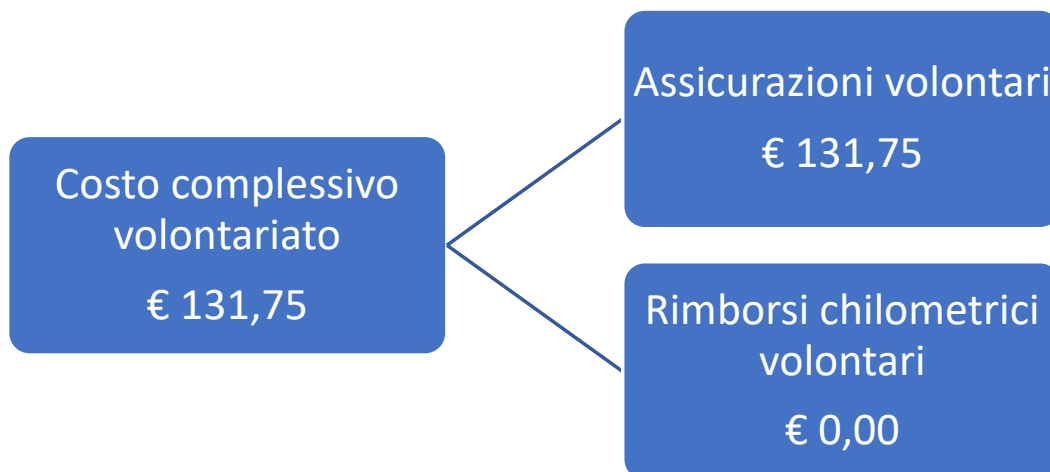 Costo complessivo
volontariato
€ 131,75
Assicurazioni volontari
€ 131,75
Rimborsi chilometrici
volontari
€ 0,00